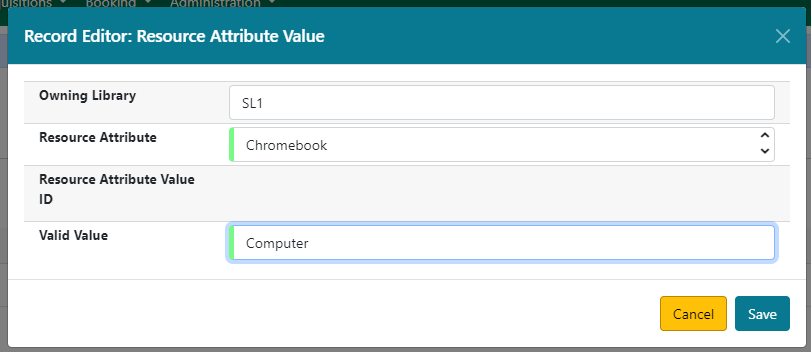 uisitions Booking Administration
Record Editor: Resource Attribute Value
Owning Library
SL1
Resource Attribute
Chromebook
Resource Attribute Value
ID
Valid Value
Computer
Cancel Save